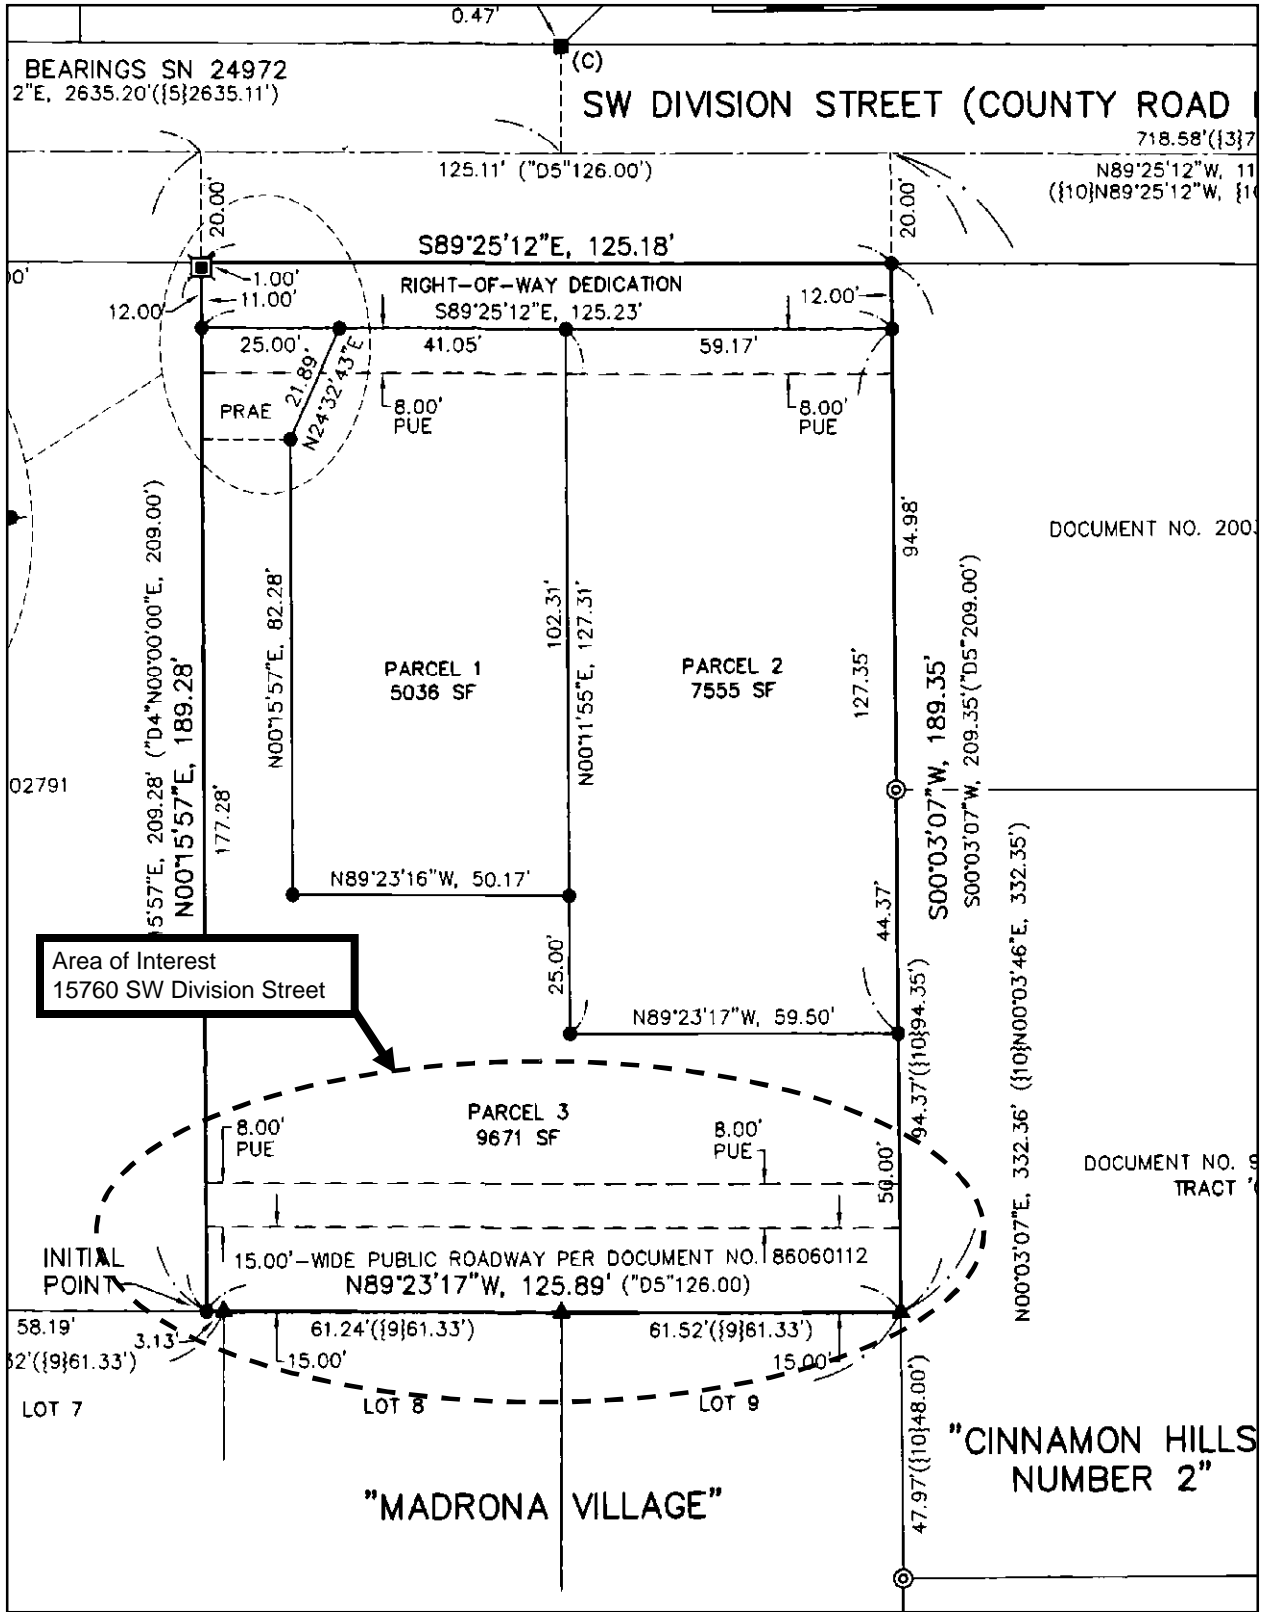 0.47'
(C)
BEARINGS SN 24972
2"E, 2635.20'({5}2635.11')
SW DIVISION STREET (COUNTY ROAD
718.58'({3}7
125.11' ("D5"126.00')
N89°25'12"W, 11
({10}N89°25'12"W,
20.00'
20.00'
S89°25'12"E, 125.18'
1.00'
RIGHT-OF-WAY DEDICATION
11.00'
12.00'
12.00'
S89°25'12"E, 125.23'
25.00'
41.05'
59.17'
21.89'
N24°32'43"E
PRAE
8.00'
PUE
8.00'
PUE
94.98'
DOCUMENT NO. 200
5'57"E, 209.28' ("D4"N00°00'00"E, 209.00')
N00°15'57"E, 189.28'
177.28'
N00°15'57"E, 82.28'
102.31'
N00°11'55"E, 127.31'
PARCEL 1
5036 SF
PARCEL 2
7555 SF
127.35'
S00°03'07"W, 189.35'
S00°03'07"W, 209.35'("D5"209.00')
02791
N89°23'16"W, 50.17'
44.37'
25.00'
N00°03'07"E, 332.36' ({10}N00°03'46"E, 332.35')
Area of Interest
15760 SW Division Street
N89°23'17"W, 59.50'
94.37'({10}94.35')
PARCEL 3
9671 SF
8.00'
PUE
8.00'
PUE
50.00'
DOCUMENT NO. 9
TRACT
INITIAL
POINT
15.00'-WIDE PUBLIC ROADWAY PER DOCUMENT NO. 86060112
N89°23'17"W, 125.89' ("D5"126.00)
58.19'
3.13'
61.24'({9}61.33')
61.52'({9}61.33')
32'({9}61.33')
15.00'
15.00'
LOT 7
LOT 8
LOT 9
47.97'({10}48.00')
"CINNAMON HILLS
NUMBER 2"
"MADRONA VILLAGE"